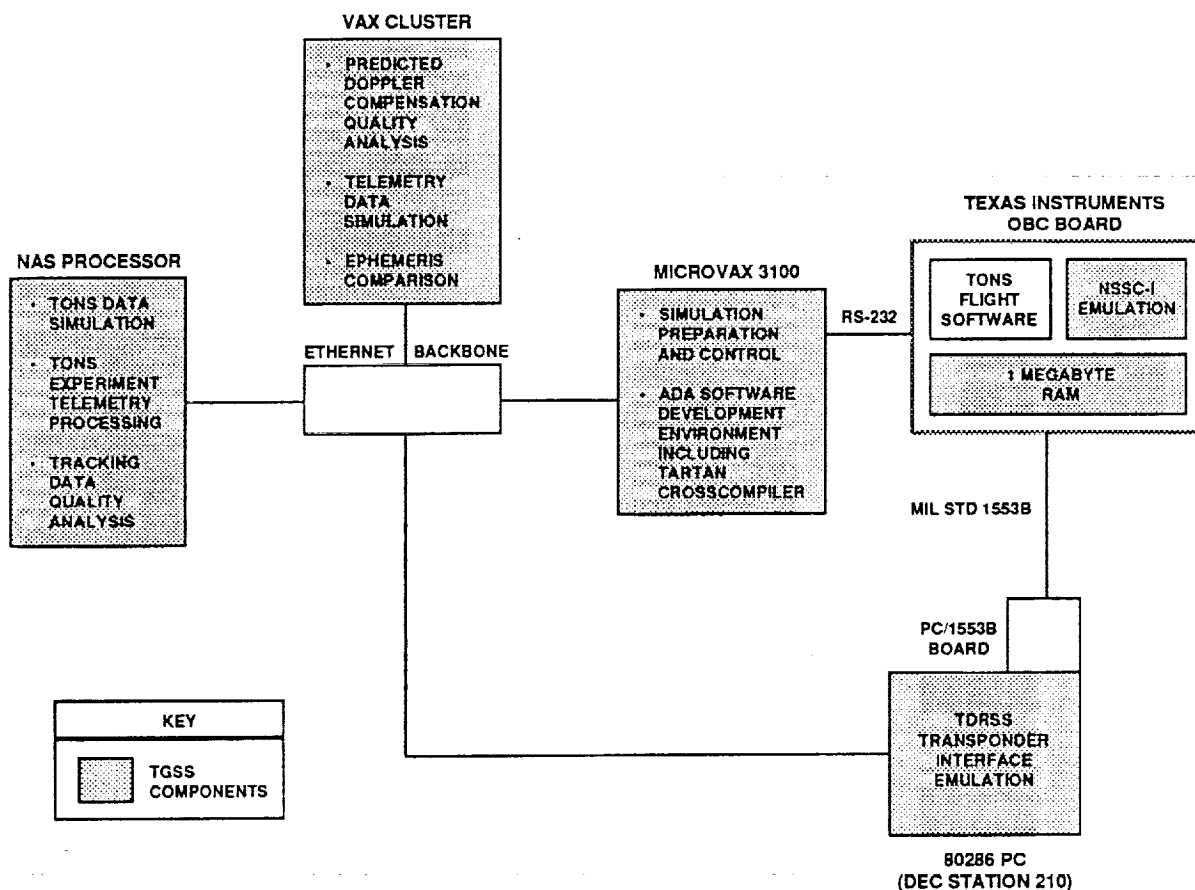 VAX CLUSTER
• PREDICTED
DOPPLER
COMPENSATION
QUALITY
ANALYSIS
• TELEMETRY
DATA
SIMULATION
• EPHEMERIS
COMPARISON
NAS PROCESSOR
• TONS DATA
SIMULATION
• TONS
EXPERIMENT
TELEMETRY
PROCESSING
• TRACKING
DATA
QUALITY
ANALYSIS
ETHERNET BACKBONE
MICROVAX 3100
• SIMULATION
PREPARATION
AND CONTROL
• ADA SOFTWARE
DEVELOPMENT
ENVIRONMENT
INCLUDING
TARTAN
CROSSCOMPILER
RS-232
TEXAS INSTRUMENTS
OBC BOARD
TONS
FLIGHT
SOFTWARE
NSSC-I
EMULATION
1 MEGABYTE
RAM
MIL STD 1553B
PC/1553B
BOARD
TDRSS
TRANSPONDER
INTERFACE
EMULATION
80286 PC
(DEC STATION 210)
KEY
TGSS
COMPONENTS